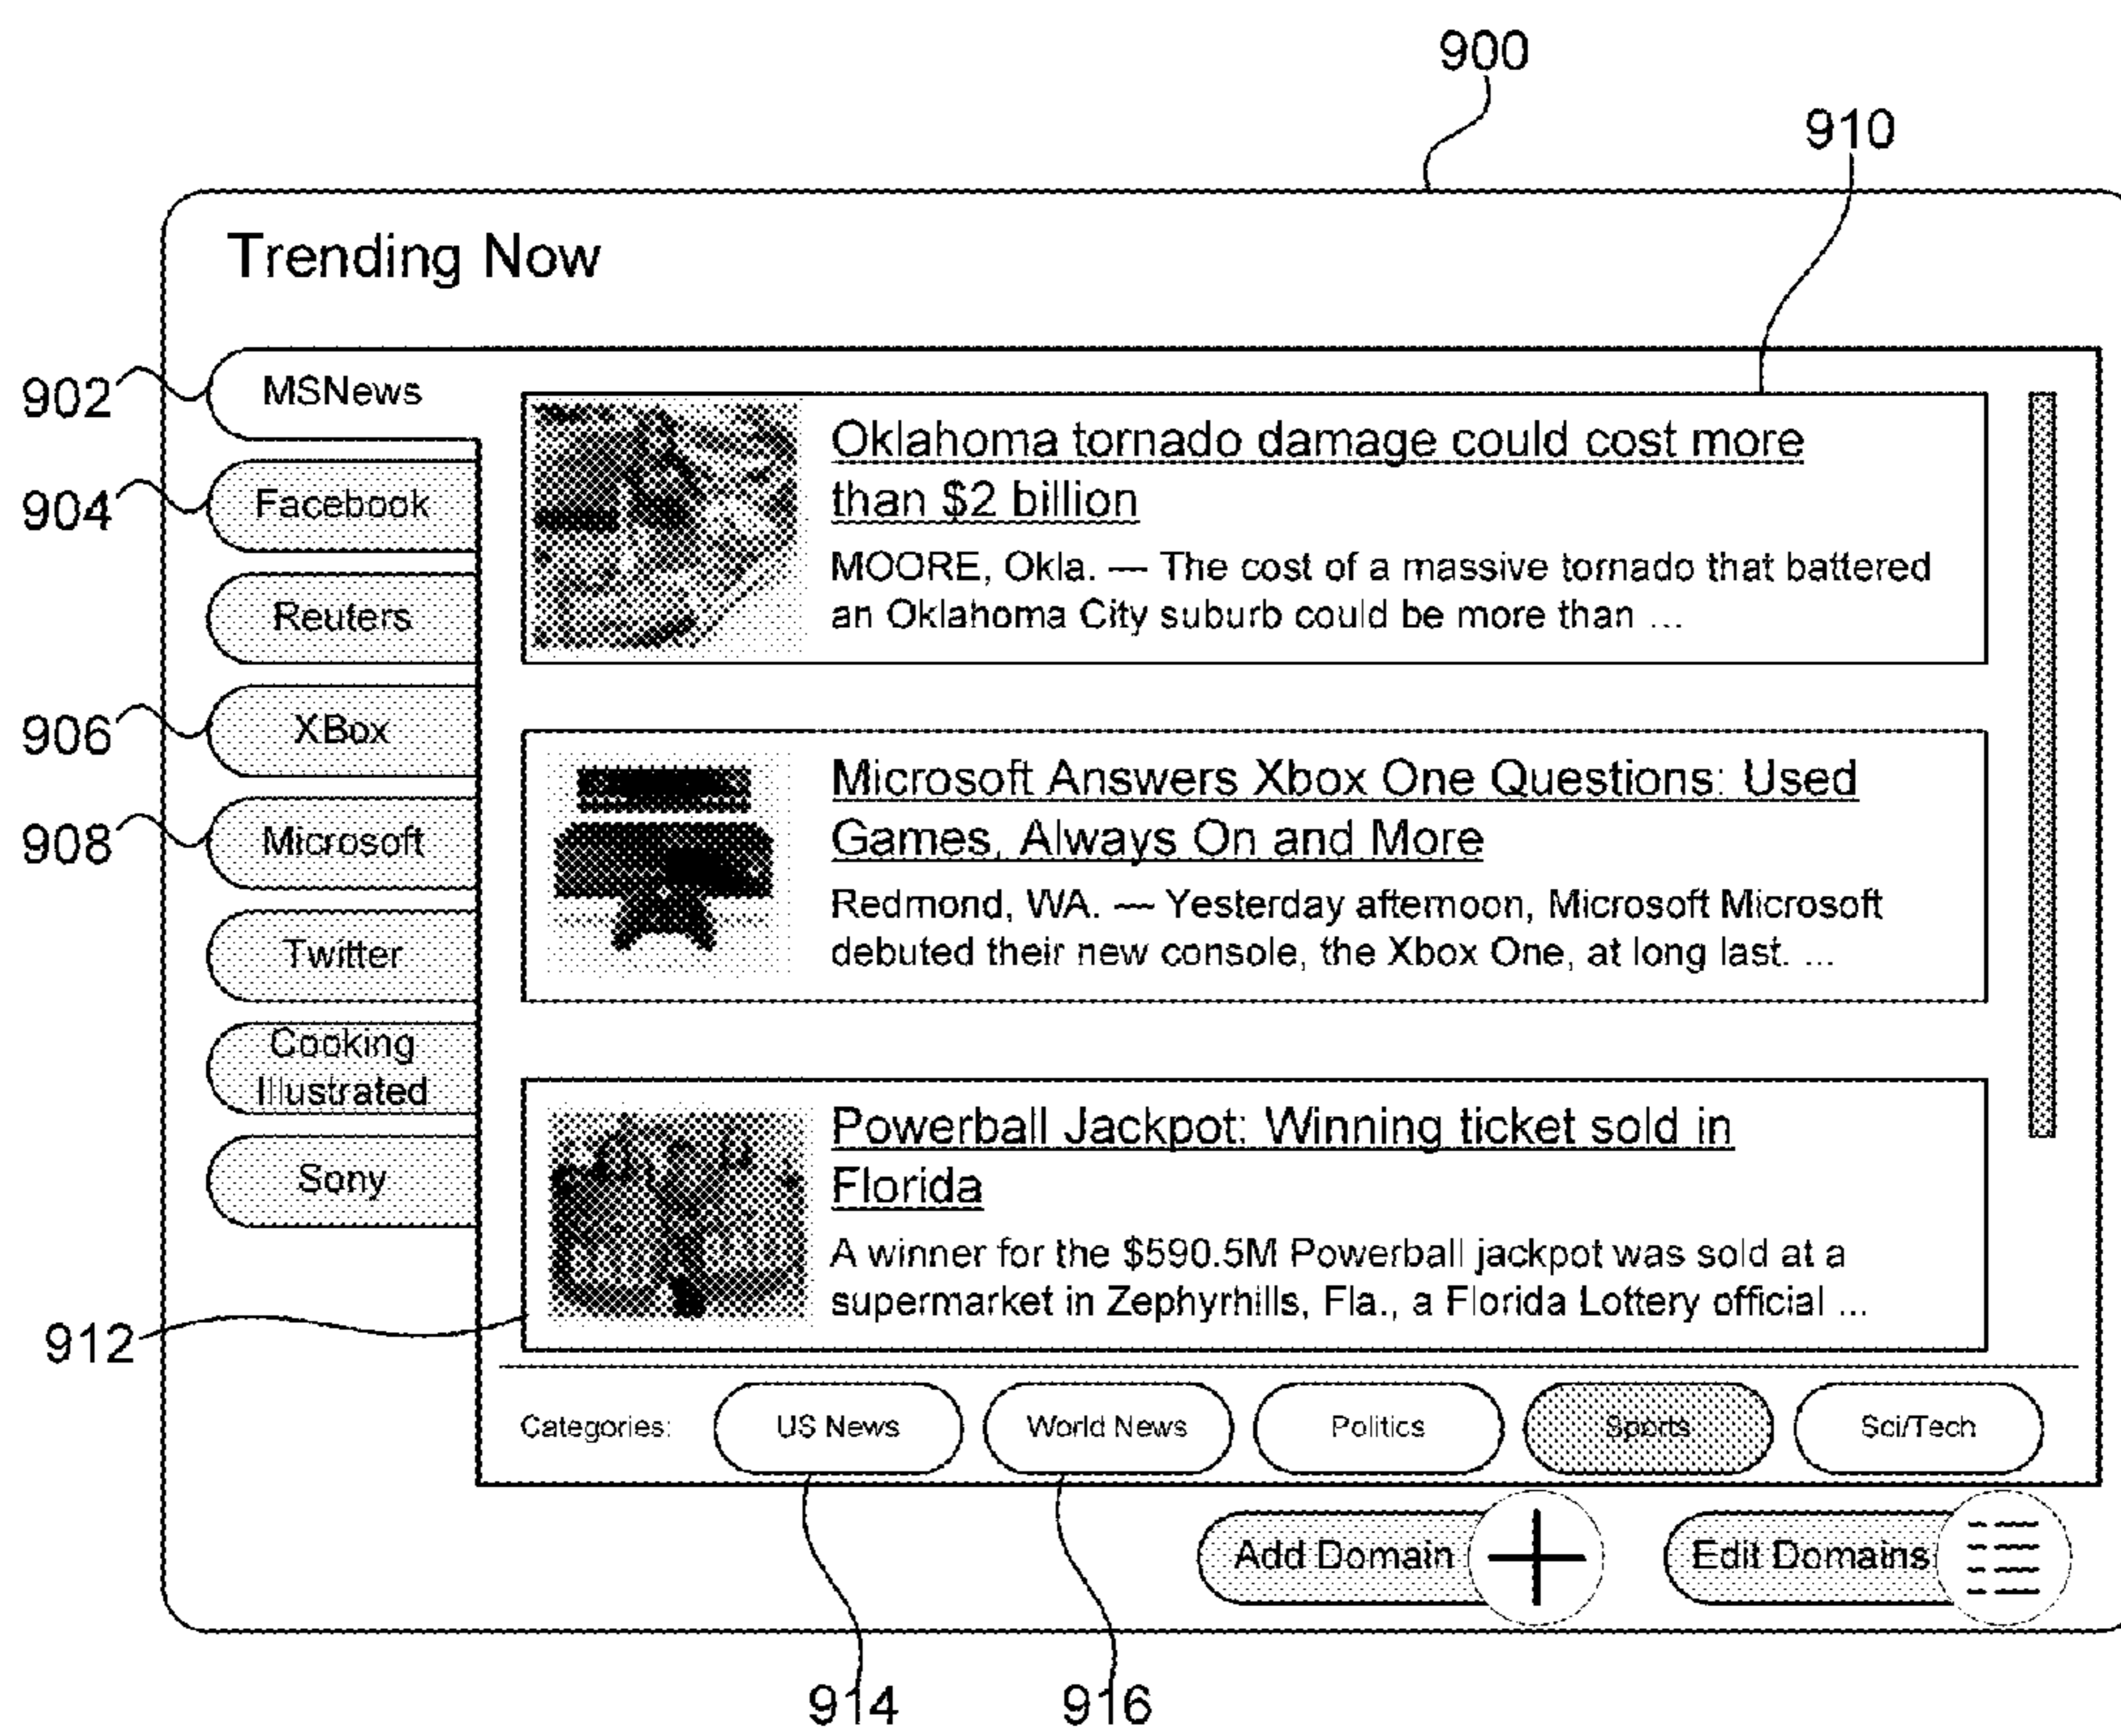 900
910
Trending Now
902
MSNews
904
Facebook
Reuters
906
XBox
908
Microsoft
Twitter
Cooking
Illustrated
Sony
Oklahoma tornado damage could cost more
than $2 billion
MOORE, Okla. — The cost of a massive tornado that battered
an Oklahoma City suburb could be more than ...
Microsoft Answers Xbox One Questions: Used
Games, Always On and More
Redmond, WA. — Yesterday afternoon, Microsoft Microsoft
debuted their new console, the Xbox One, at long last. ...
Powerball Jackpot: Winning ticket sold in
Florida
A winner for the $590.5M Powerball jackpot was sold at a
supermarket in Zephyrhills, Fla., a Florida Lottery official ...
912
Categories: US News World News Politics Sports Sci/Tech
Add Domain Edit Domains
914 916